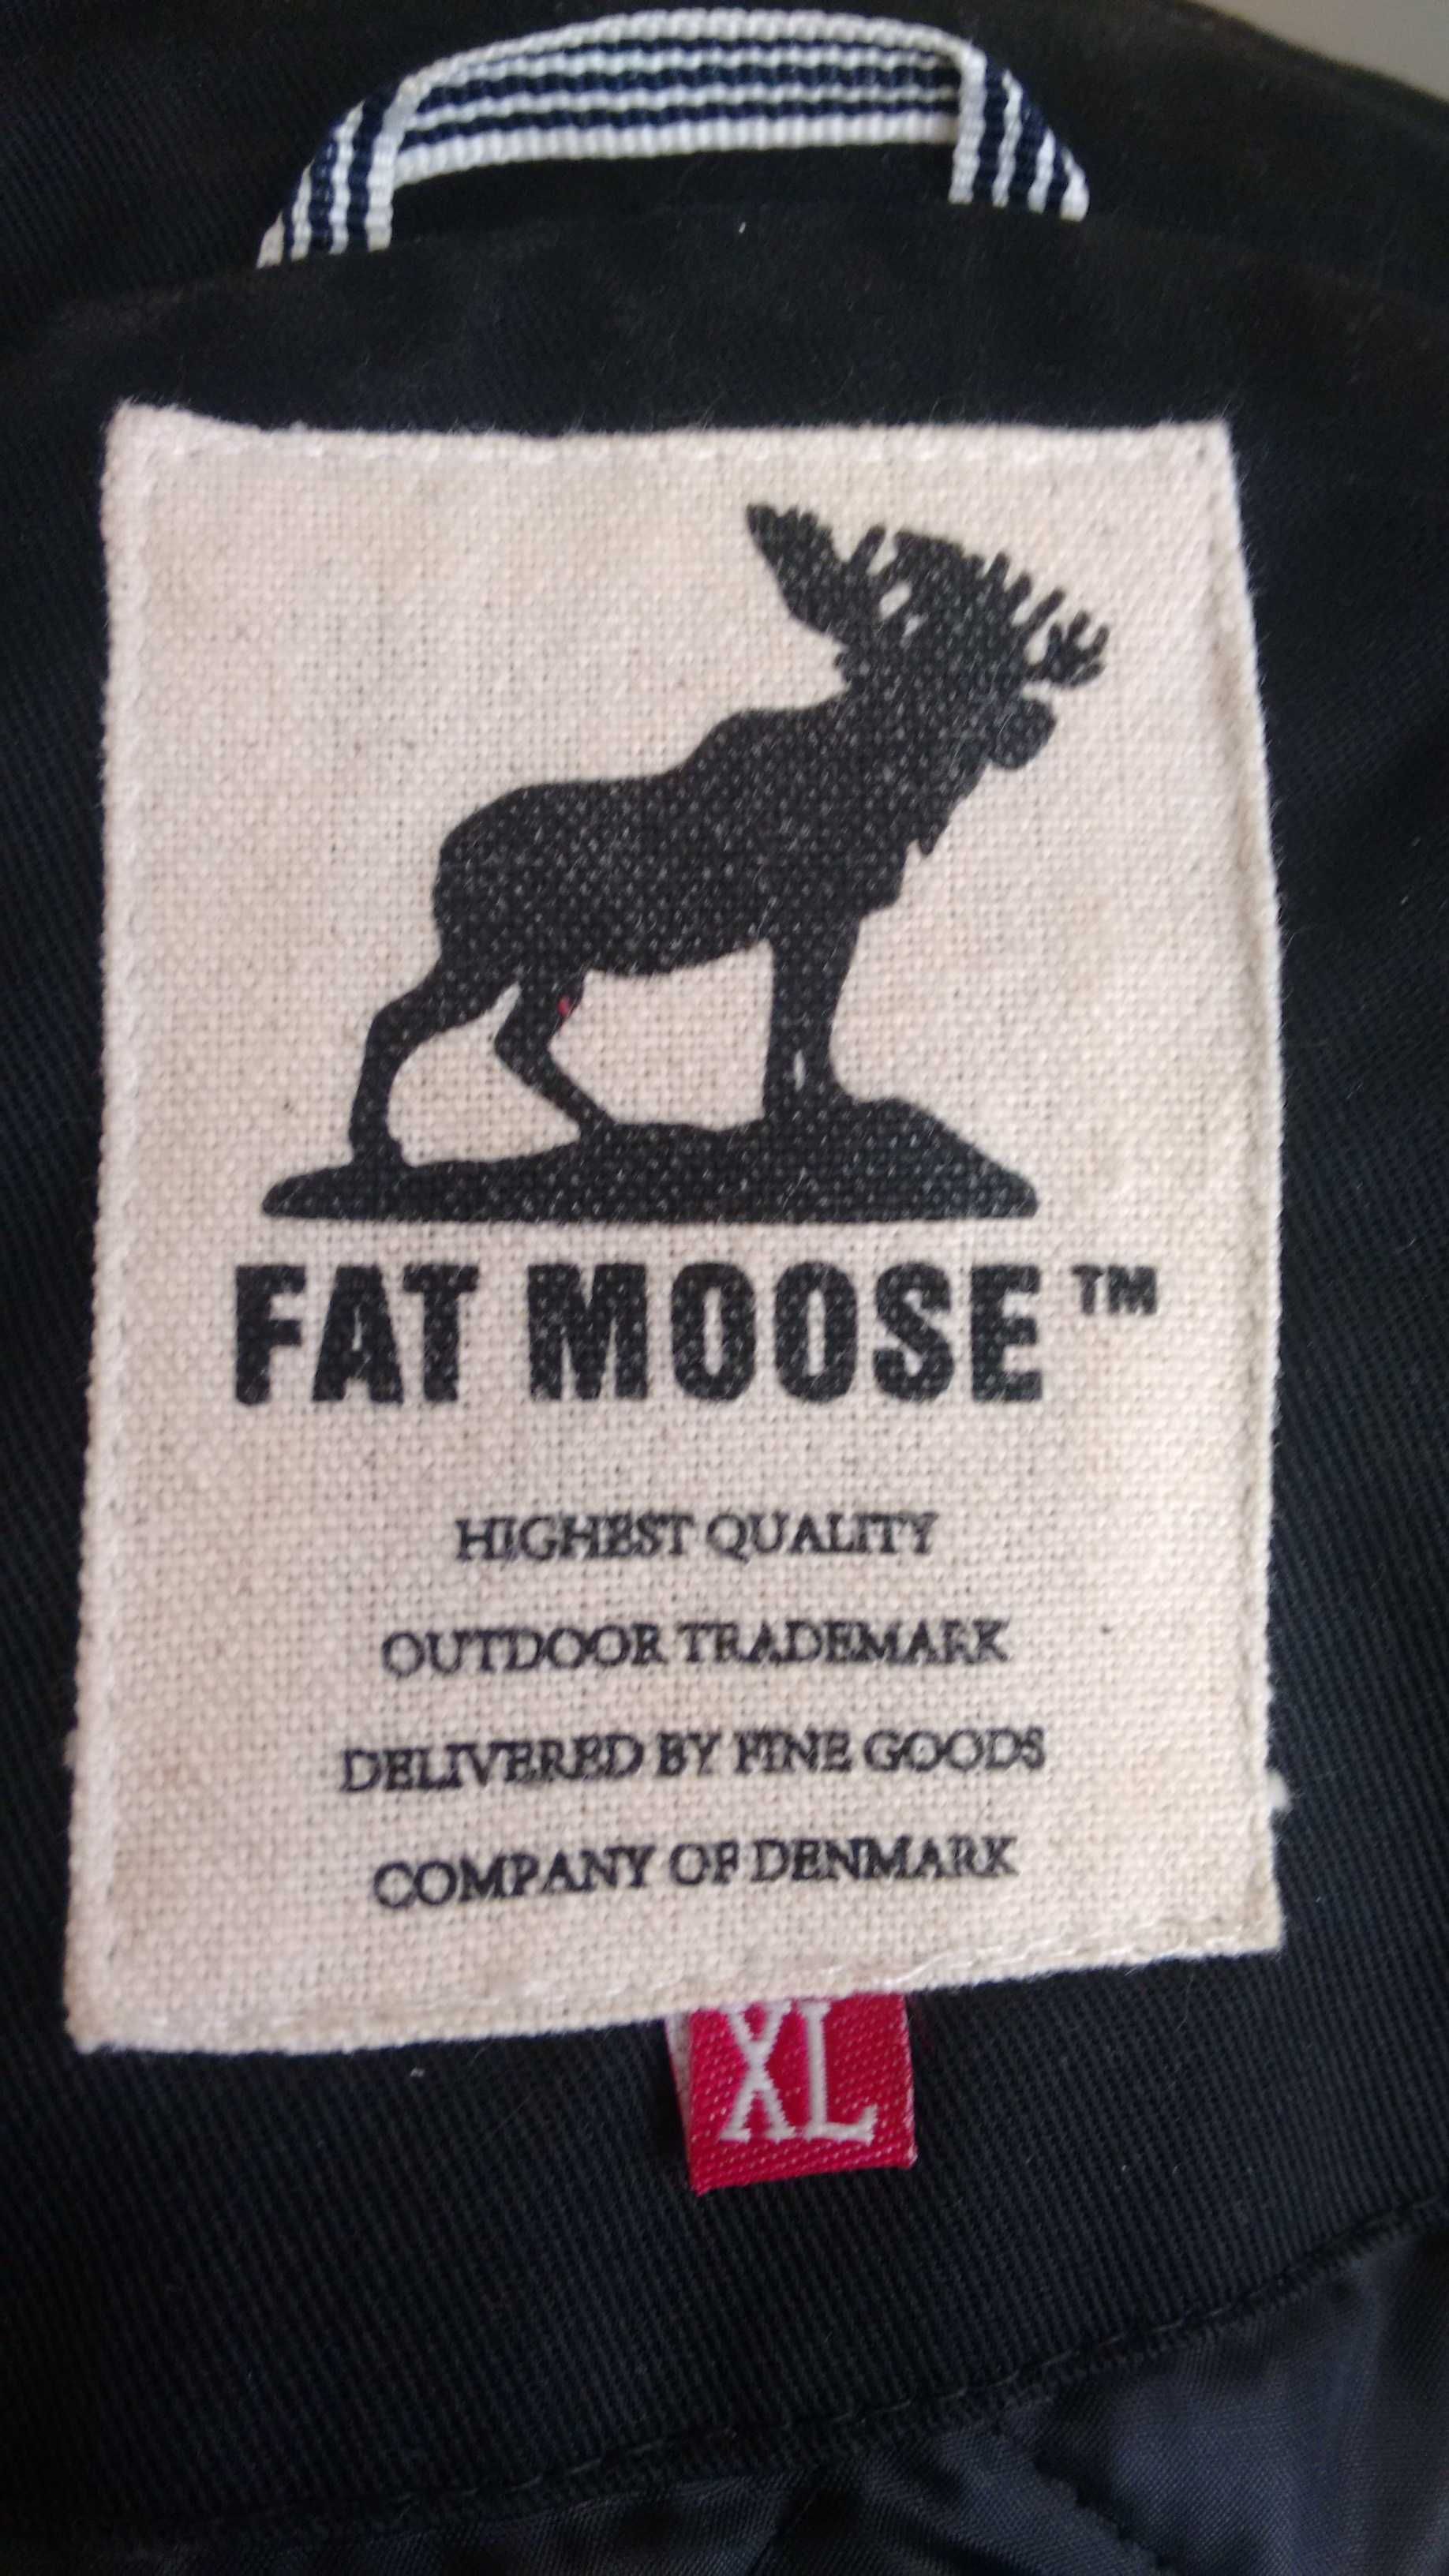 FAT MOOSE™
HIGHEST QUALITY
OUTDOOR TRADEMARK
DELIVERED BY FINE GOODS
COMPANY OF DENMARK
XL